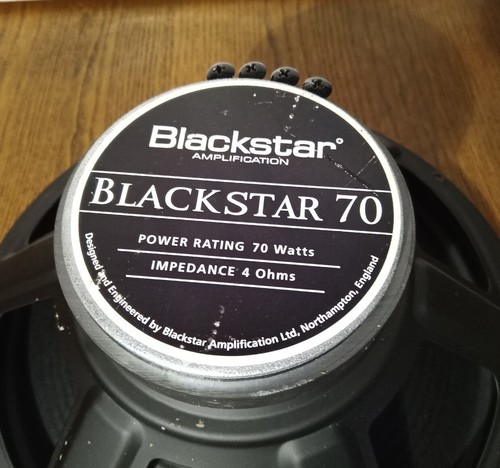 Blackstar
AMPLIFICATION
BLACKSTAR 70
POWER RATING 70 Watts
IMPEDANCE 4 Ohms
Designed and Engineered by Blackstar Amplification Ltd, Northampton, England